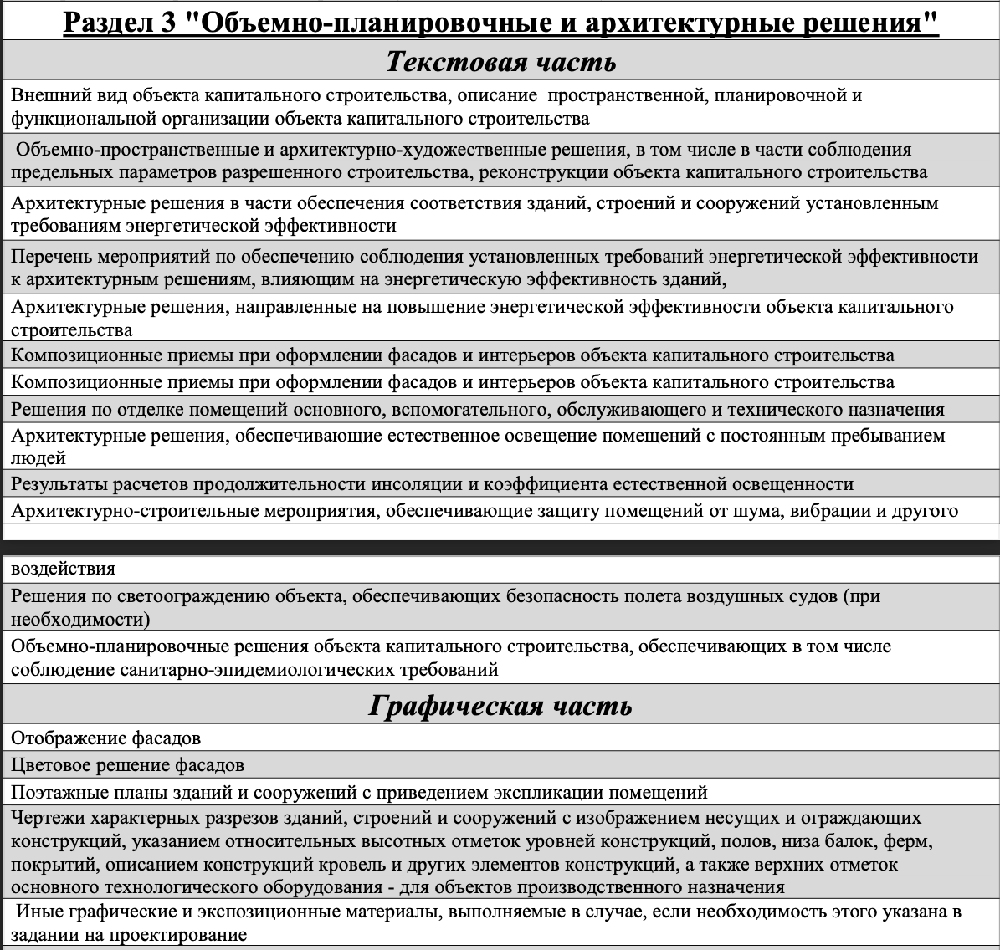 Раздел 3 "Объемно-планировочные и архитектурные решения"
Текстовая часть
Внешний вид объекта капитального строительства, описание  пространственной, планировочной и
функциональной организации объекта капитального строительства
Объемно-пространственные и архитектурно-художественные решения, в том числе в части соблюдения
предельных параметров разрешенного строительства, реконструкции объекта капитального строительства
Архитектурные решения в части обеспечения соответствия зданий, строений и сооружений установленным
требованиям энергетической эффективности
Перечень мероприятий по обеспечению соблюдения установленных требований энергетической эффективности
к архитектурным решениям, влияющим на энергетическую эффективность зданий,
Архитектурные решения, направленные на повышение энергетической эффективности объекта капитального
строительства
Композиционные приемы при оформлении фасадов и интерьеров объекта капитального строительства
Композиционные приемы при оформлении фасадов и интерьеров объекта капитального строительства
Решения по отделке помещений основного, вспомогательного, обслуживающего и технического назначения
Архитектурные решения, обеспечивающие естественное освещение помещений с постоянным пребыванием
людей
Результаты расчетов продолжительности инсоляции и коэффициента естественной освещенности
Архитектурно-строительные мероприятия, обеспечивающие защиту помещений от шума, вибрации и другого
воздействия
Решения по светоограждению объекта, обеспечивающих безопасность полета воздушных судов (при
необходимости)
Объемно-планировочные решения объекта капитального строительства, обеспечивающих в том числе
соблюдение санитарно-эпидемиологических требований
Графическая часть
Отображение фасадов
Цветовое решение фасадов
Поэтажные планы зданий и сооружений с приведением экспликации помещений
Чертежи характерных разрезов зданий, строений и сооружений с изображением несущих и ограждающих
конструкций, указанием относительных высотных отметок уровней конструкций, полов, низа балок, ферм,
покрытий, описанием конструкций кровель и других элементов конструкций, а также верхних отметок
основного технологического оборудования - для объектов производственного назначения
Иные графические и экспозиционные материалы, выполняемые в случае, если необходимость этого указана в
задании на проектирование